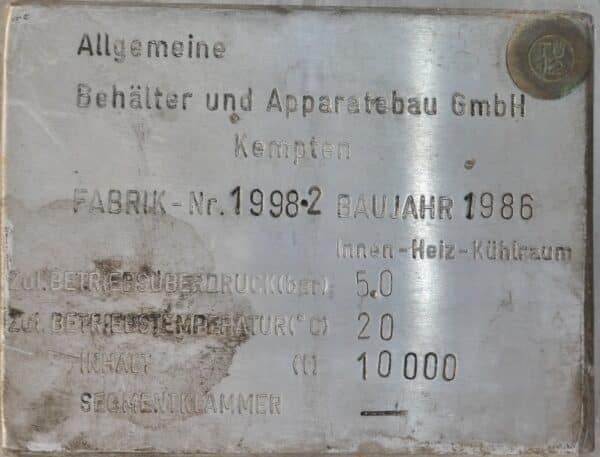 Allgemeine
Behälter und Apparatebau GmbH
Kempten
FABRIK-Nr. 1998•2 BAUJAHR 1986
Innen-Heiz-Kühlraum
Zul. BETRIEBSÜBERDRUCK (bar) 5.0
Zul. BETRIEBSTEMPERATUR (°C) 20
INHALT (l) 10 000
SEGMENTKLAMMER —